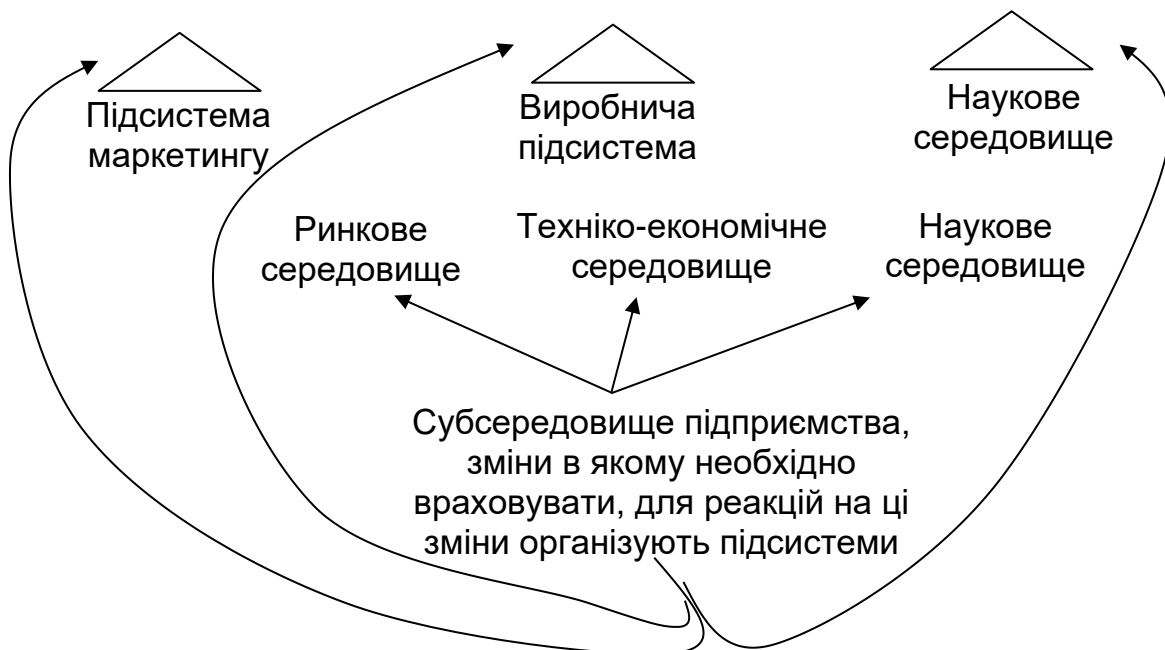 Підсистема
маркетингу
Виробнича
підсистема
Наукове
середовище
Ринкове
середовище
Техніко-економічне
середовище
Наукове
середовище
Субсередовище підприємства,
зміни в якому необхідно
враховувати, для реакцій на ці
зміни організують підсистеми